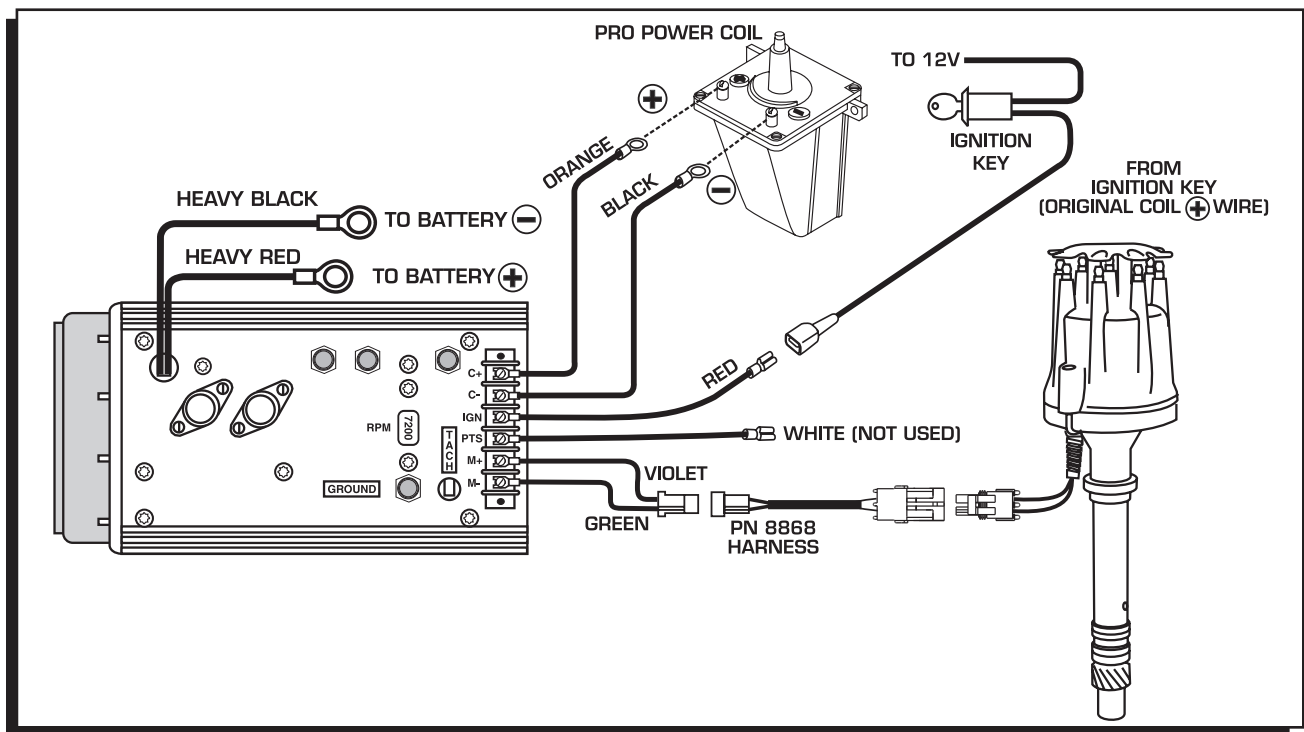 PRO POWER COIL
TO 12V
IGNITION
KEY
FROM
IGNITION KEY
(ORIGINAL COIL + WIRE)
+
ORANGE
BLACK
−
HEAVY BLACK
TO BATTERY −
HEAVY RED
TO BATTERY +
C+
C-
IGN
PTS
M+
M-
RPM
7200
TACH
GROUND
RED
WHITE (NOT USED)
VIOLET
GREEN
PN 8868
HARNESS